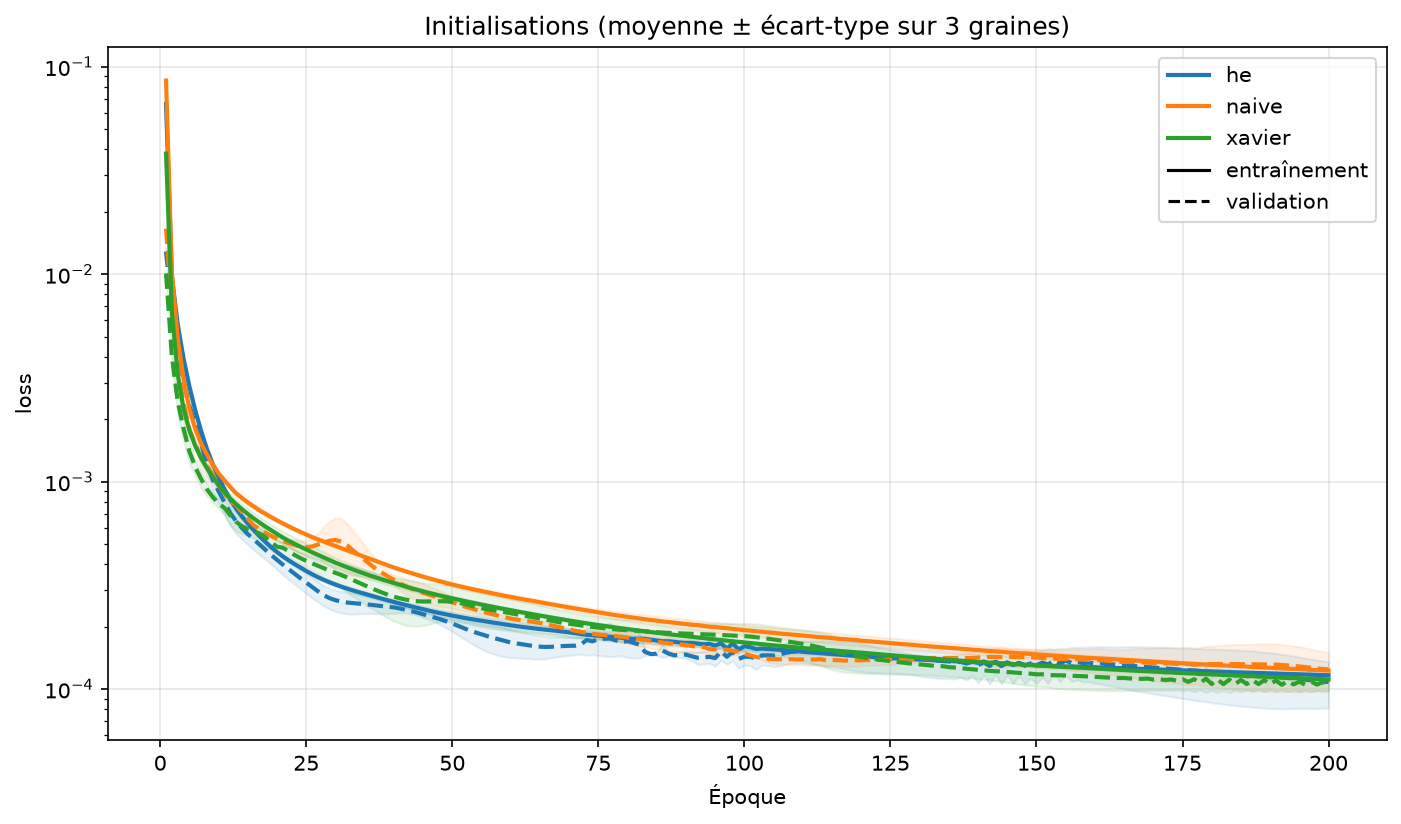 Initialisations (moyenne ± écart-type sur 3 graines)
he
naive
xavier
entraînement
validation
10⁻¹
10⁻²
10⁻³
10⁻⁴
loss
0 25 50 75 100 125 150 175 200
Époque